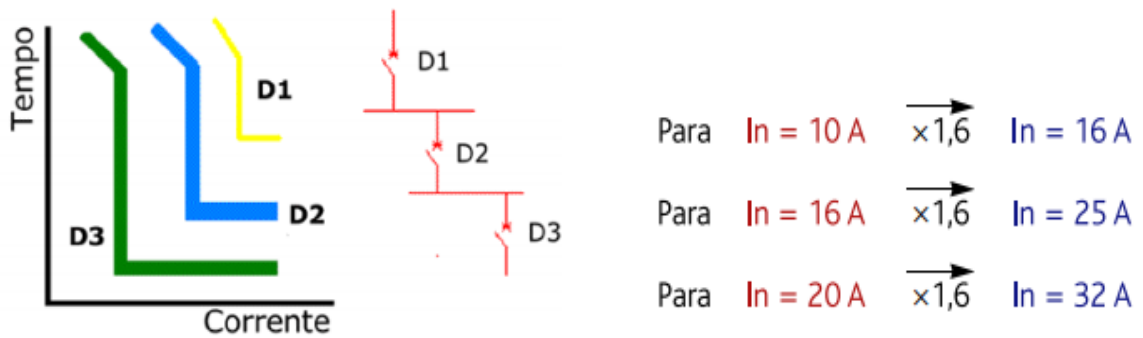 Tempo
D1
D2
D3
Corrente
D1
D2
D3
Para In = 10 A ×1,6 In = 16 A
Para In = 16 A ×1,6 In = 25 A
Para In = 20 A ×1,6 In = 32 A